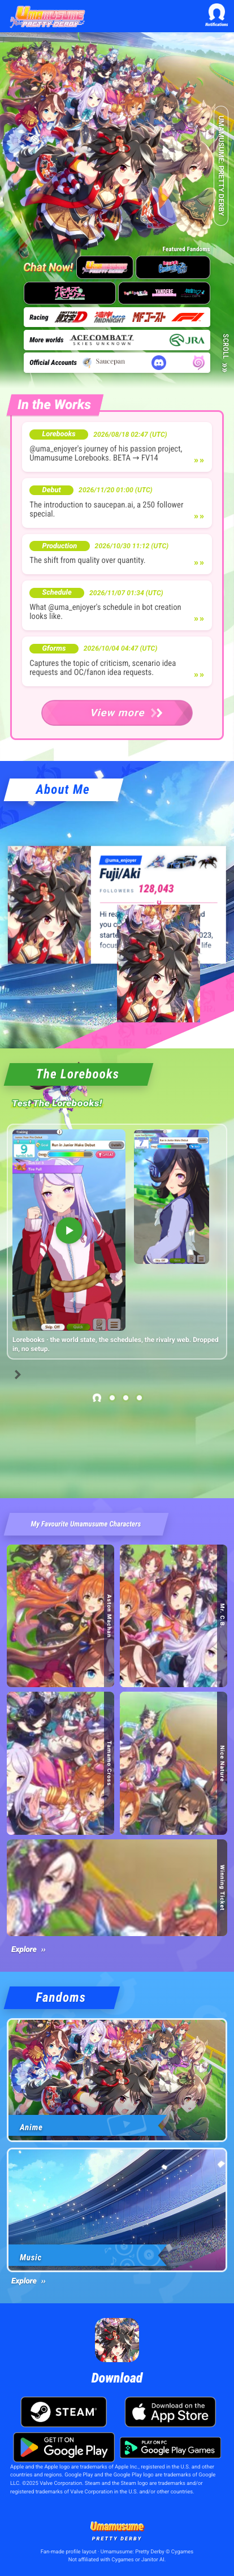 Umamusume
PRETTY DERBY
Notifications
UMAMUSUME: PRETTY DERBY
Featured Fandoms
Chat Now!
Umamusume
Racing
MIDNIGHT
F1
More worlds
ACE COMBAT 7
SKIES UNKNOWN
JRA
Official Accounts
Saucepan
SCROLL
In the Works
Lorebooks
2026/08/18 02:47 (UTC)
@uma_enjoyer's journey of his passion project,
Umamusume Lorebooks. BETA → FV14
Debut
2026/11/20 01:00 (UTC)
The introduction to saucepan.ai, a 250 follower
special.
Production
2026/10/30 11:12 (UTC)
The shift from quality over quantity.
Schedule
2026/11/07 01:34 (UTC)
What @uma_enjoyer's schedule in bot creation
looks like.
Gforms
2026/10/04 04:47 (UTC)
Captures the topic of criticism, scenario idea
requests and OC/fanon idea requests.
View more
About Me
@uma_enjoyer
Fuji/Aki
FOLLOWERS 128,043
The Lorebooks
Test The Lorebooks!
Lorebooks - the world state, the schedules, the rivalry web. Dropped
in, no setup.
My Favourite Umamusume Characters
Aston Machan
Mr. C.B.
Tamamo Cross
Nice Nature
Winning Ticket
Explore ››
Fandoms
Anime
Music
Explore ››
Download
STEAM
Download on the
App Store
GET IT ON
Google Play
PLAY ON PC
Google Play Games
Apple and the Apple logo are trademarks of Apple Inc., registered in the U.S. and other
countries and regions. Google Play and the Google Play logo are trademarks of Google
LLC. ©2025 Valve Corporation. Steam and the Steam logo are trademarks and/or
registered trademarks of Valve Corporation in the U.S. and/or other countries.
Umamusume
PRETTY DERBY
Fan-made profile layout · Umamusume: Pretty Derby © Cygames
Not affiliated with Cygames or Janitor AI.